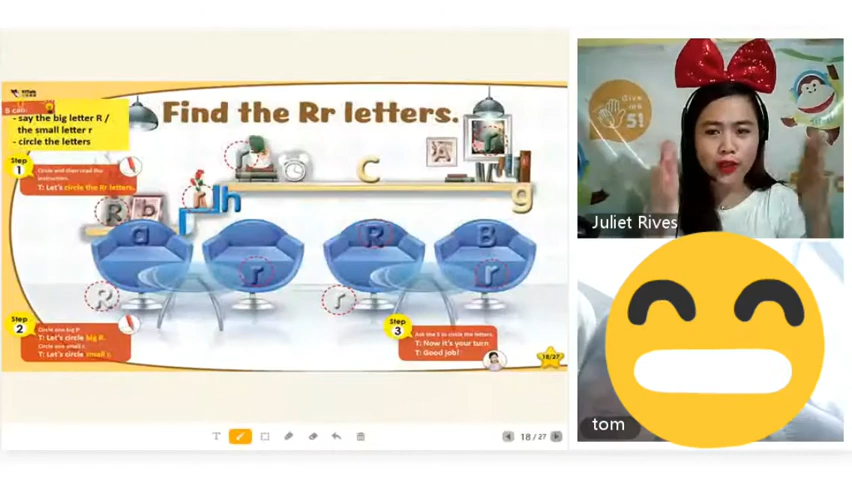 S can:
- say the big letter R /
the small letter r
- circle the letters
Find the Rr letters.
Step
1
Circle and then read the
instruction.
T: Let's circle the Rr letters.
r
A
r
C
h
g
R
b
a
R
B
r
r
R
r
Step
2
Circle one big R.
T: Let's circle big R.
Circle one small r.
T: Let's circle small r.
Step
3
Ask the S to circle the letters.
T: Now it's your turn
T: Good job!
18/27
T
18 / 27
Give
me
5!
Juliet Rives
tom